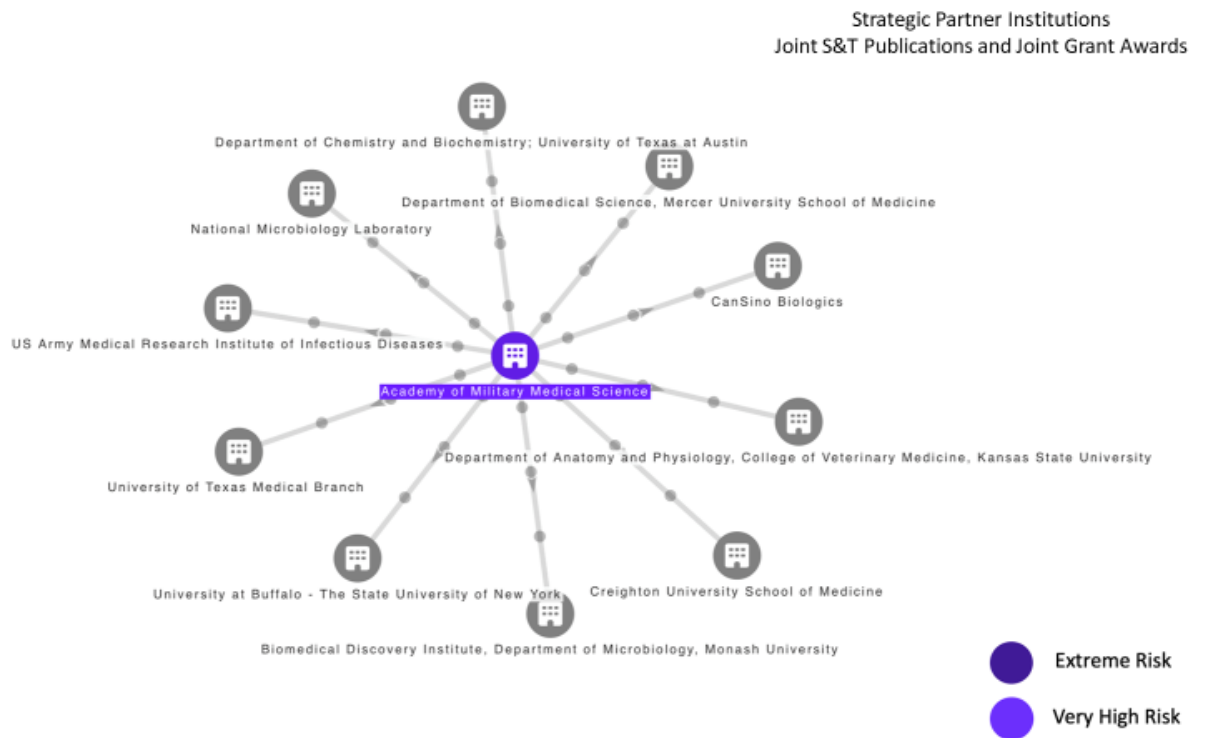 Strategic Partner Institutions
Joint S&T Publications and Joint Grant Awards
Department of Chemistry and Biochemistry; University of Texas at Austin
Department of Biomedical Science, Mercer University School of Medicine
National Microbiology Laboratory
CanSino Biologics
US Army Medical Research Institute of Infectious Diseases
Academy of Military Medical Science
Department of Anatomy and Physiology, College of Veterinary Medicine, Kansas State University
University of Texas Medical Branch
University at Buffalo - The State University of New York
Creighton University School of Medicine
Biomedical Discovery Institute, Department of Microbiology, Monash University
Extreme Risk
Very High Risk